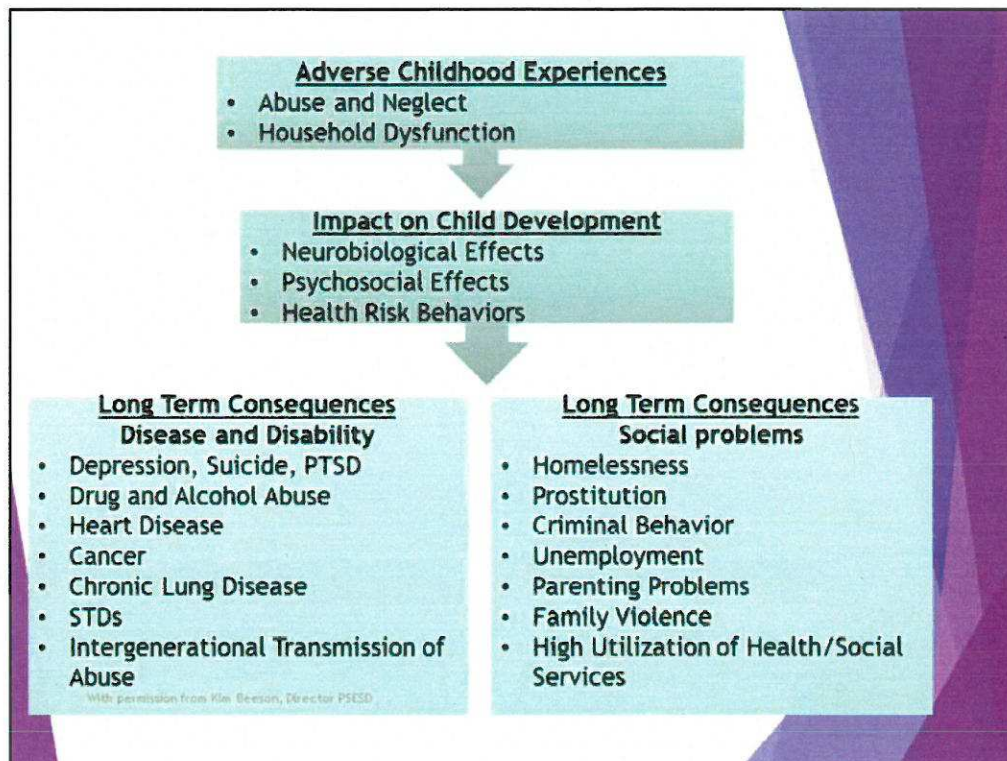 Adverse Childhood Experiences
• Abuse and Neglect
• Household Dysfunction
Impact on Child Development
• Neurobiological Effects
• Psychosocial Effects
• Health Risk Behaviors
Long Term Consequences
Disease and Disability
• Depression, Suicide, PTSD
• Drug and Alcohol Abuse
• Heart Disease
• Cancer
• Chronic Lung Disease
• STDs
• Intergenerational Transmission of
Abuse
With permission from Kim Beeson, Director PSESD
Long Term Consequences
Social problems
• Homelessness
• Prostitution
• Criminal Behavior
• Unemployment
• Parenting Problems
• Family Violence
• High Utilization of Health/Social
Services